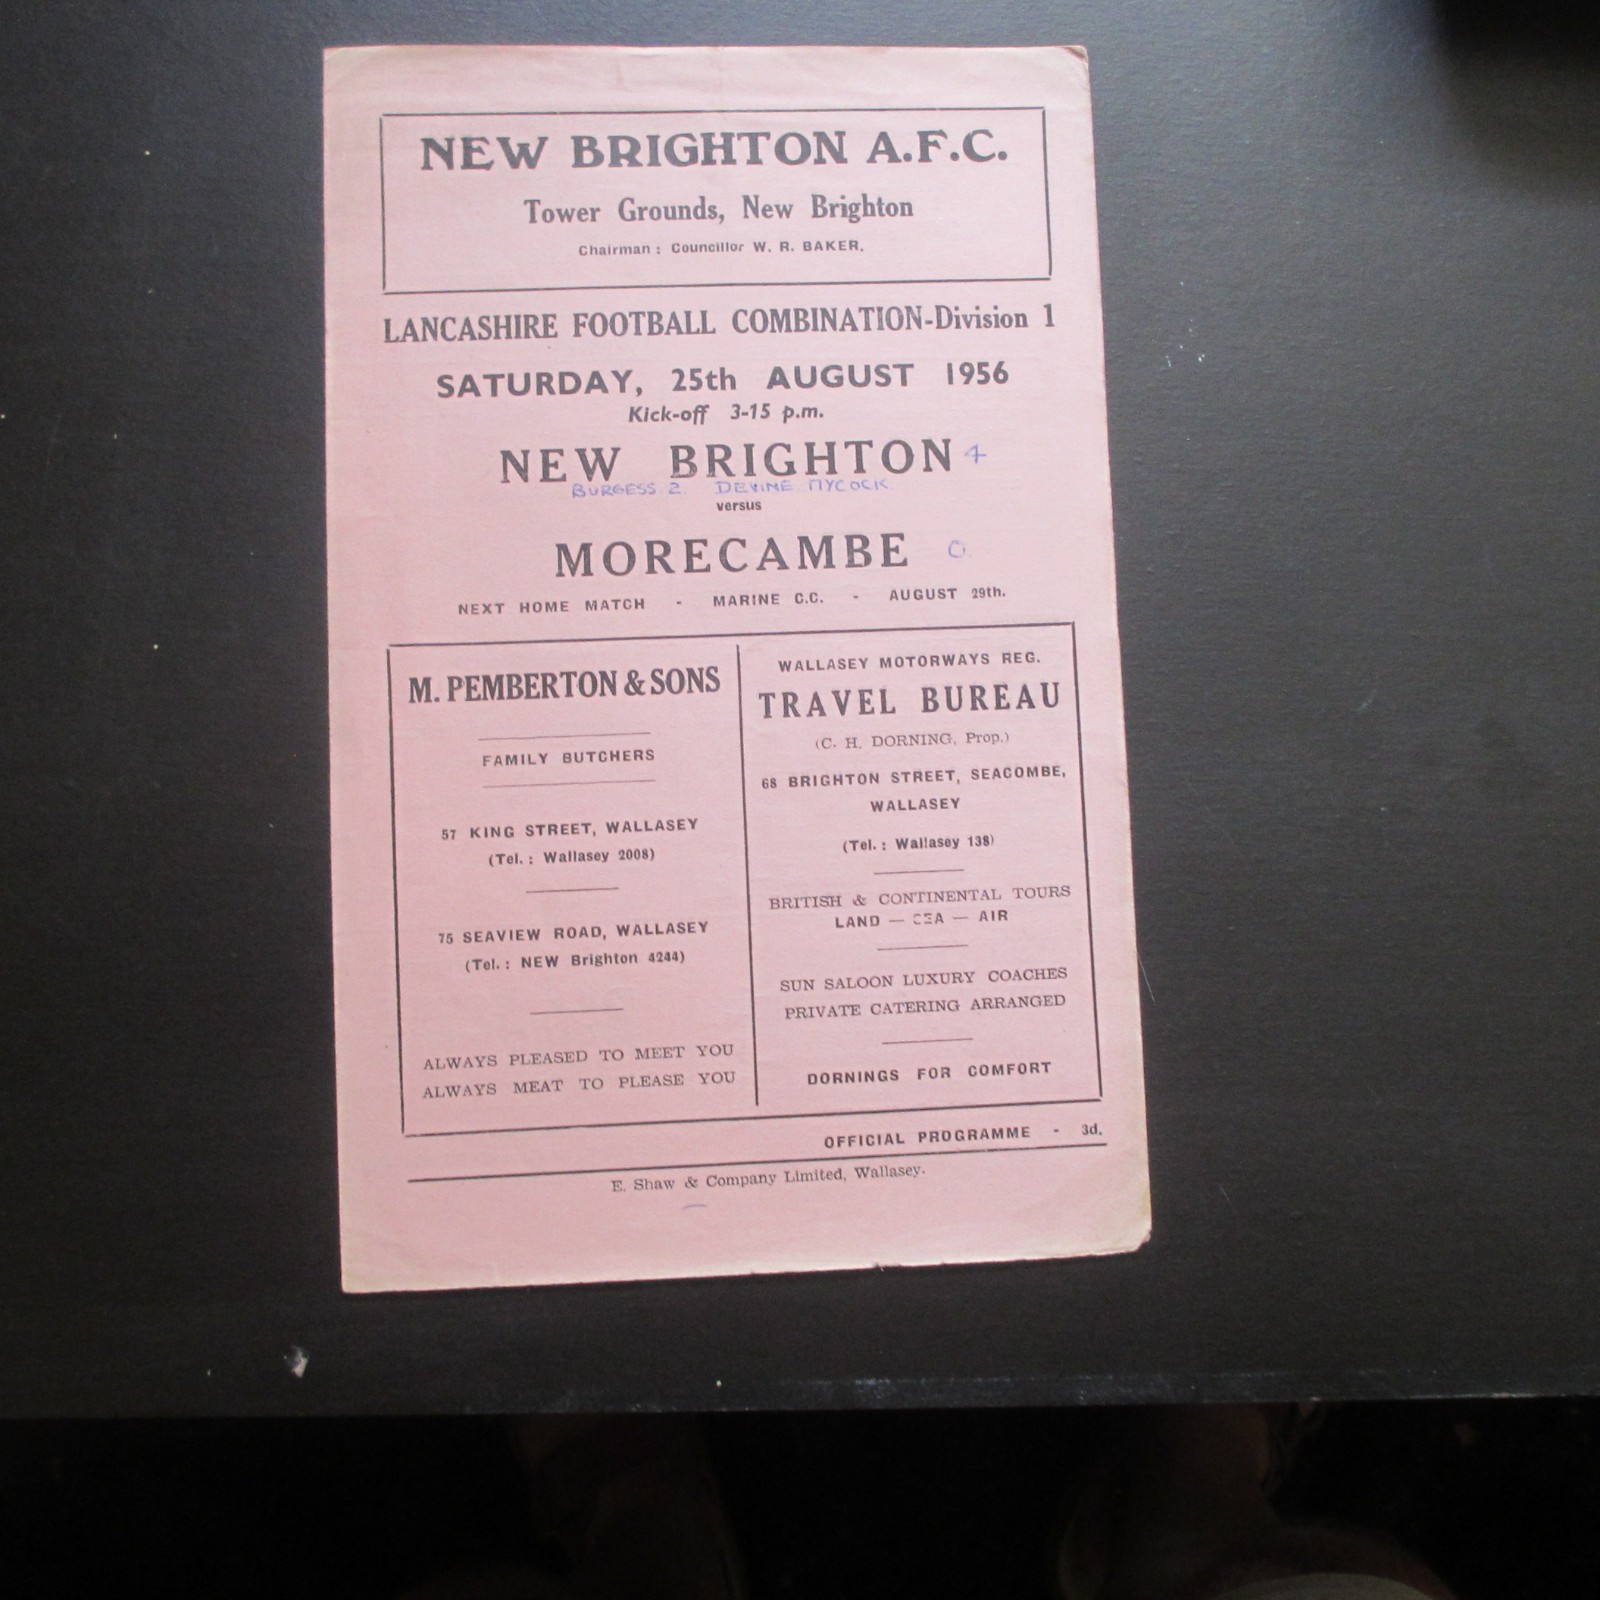 NEW BRIGHTON A.F.C.
Tower Grounds, New Brighton
Chairman : Councillor W. R. BAKER.
LANCASHIRE FOOTBALL COMBINATION-Division 1
SATURDAY, 25th AUGUST 1956
Kick-off 3-15 p.m.
NEW BRIGHTON 4
BURGESS 2. DEVINE. MYCOCK.
versus
MORECAMBE 0
NEXT HOME MATCH - MARINE C.C. - AUGUST 29th.
M. PEMBERTON & SONS
FAMILY BUTCHERS
57 KING STREET, WALLASEY
(Tel. : Wallasey 2008)
75 SEAVIEW ROAD, WALLASEY
(Tel. : NEW Brighton 4244)
ALWAYS PLEASED TO MEET YOU
ALWAYS MEAT TO PLEASE YOU
WALLASEY MOTORWAYS REG.
TRAVEL BUREAU
(C. H. DORNING, Prop.)
68 BRIGHTON STREET, SEACOMBE,
WALLASEY
(Tel. : Wallasey 138)
BRITISH & CONTINENTAL TOURS
LAND — SEA — AIR
SUN SALOON LUXURY COACHES
PRIVATE CATERING ARRANGED
DORNINGS FOR COMFORT
OFFICIAL PROGRAMME - 3d.
E. Shaw & Company Limited, Wallasey.